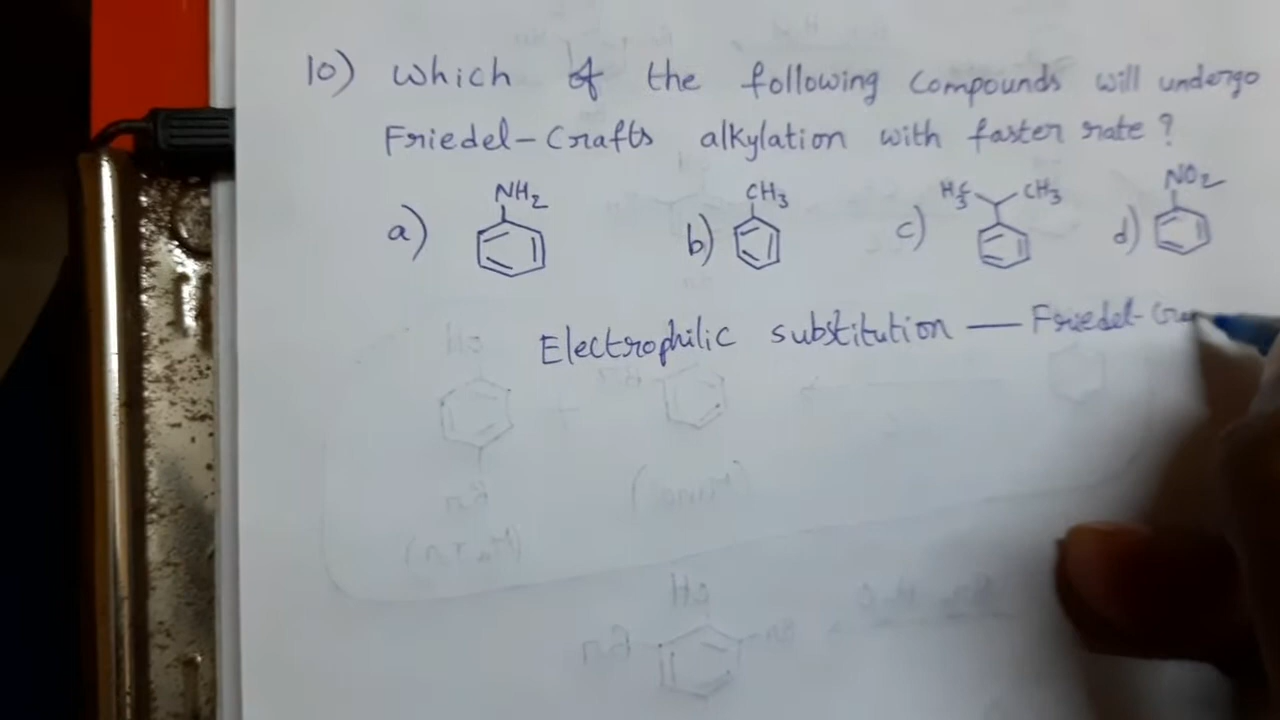 10) Which of the following compounds will undergo
Friedel-Crafts alkylation with faster rate?
a) NH2 b) CH3 c) H3C CH3 d) NO2
Electrophilic substitution — Friedel-Cra